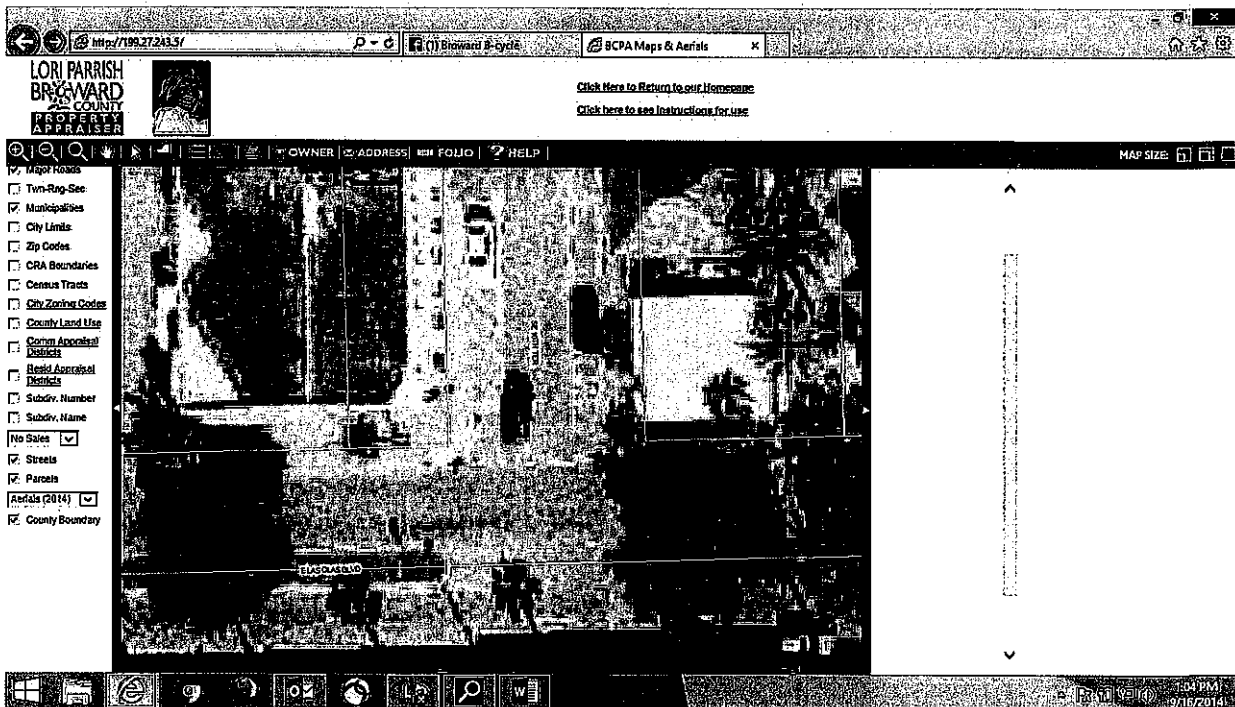 http://199.27.243.5/
(1) Broward B-cycle
BCPA Maps & Aerials
LORI PARRISH
BROWARD
COUNTY
PROPERTY
APPRAISER
Click Here to Return to our Homepage
Click here to see instructions for use
OWNER
ADDRESS
FOLIO
HELP
MAP SIZE:
Major Roads
Twn-Rng-Sec
Municipalities
City Limits
Zip Codes
CRA Boundaries
Census Tracts
City Zoning Codes
County Land Use
Comm Appraisal
Districts
Resid Appraisal
Districts
Subdiv. Number
Subdiv. Name
No Sales
Streets
Parcels
Aerials (2014)
County Boundary
E LAS OLAS BLVD
9/16/2014